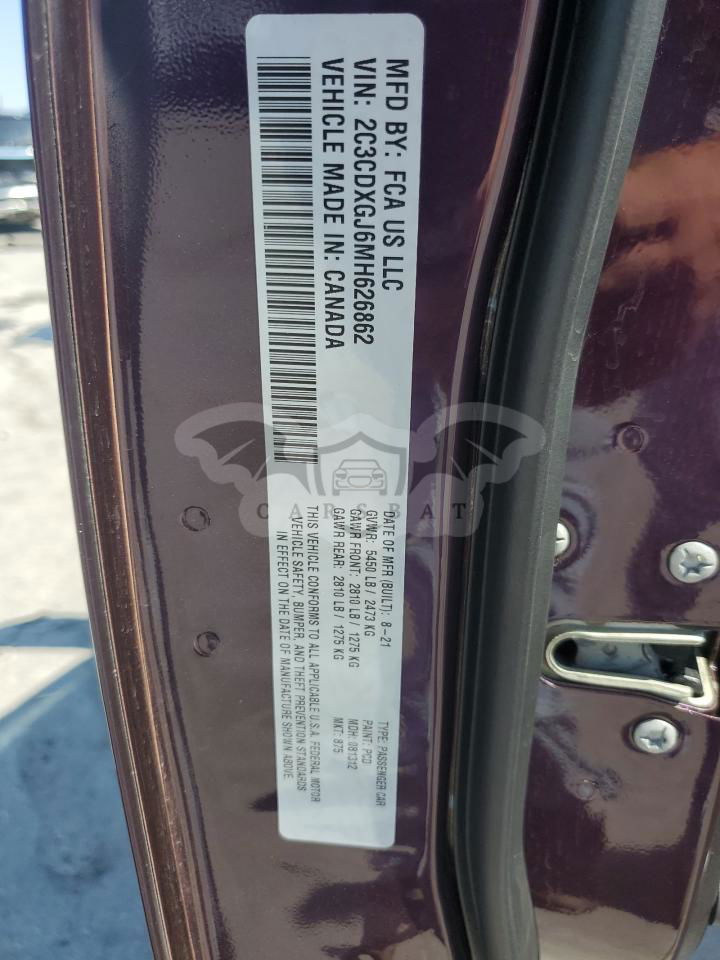 MFD BY: FCA US LLC
VIN: 2C3CDXGJ6MH626862
VEHICLE MADE IN: CANADA
DATE OF MFR (BUILT): 8-21
GVWR: 5450 LB / 2473 KG
GAWR FRONT: 2810 LB / 1275 KG
GAWR REAR: 2810 LB / 1275 KG
TYPE: PASSENGER CAR
PAINT: PCD
MDH: 081312
MKT: 875
THIS VEHICLE CONFORMS TO ALL APPLICABLE U.S.A. FEDERAL MOTOR
VEHICLE SAFETY, BUMPER, AND THEFT PREVENTION STANDARDS
IN EFFECT ON THE DATE OF MANUFACTURE SHOWN ABOVE.
CARSBAT